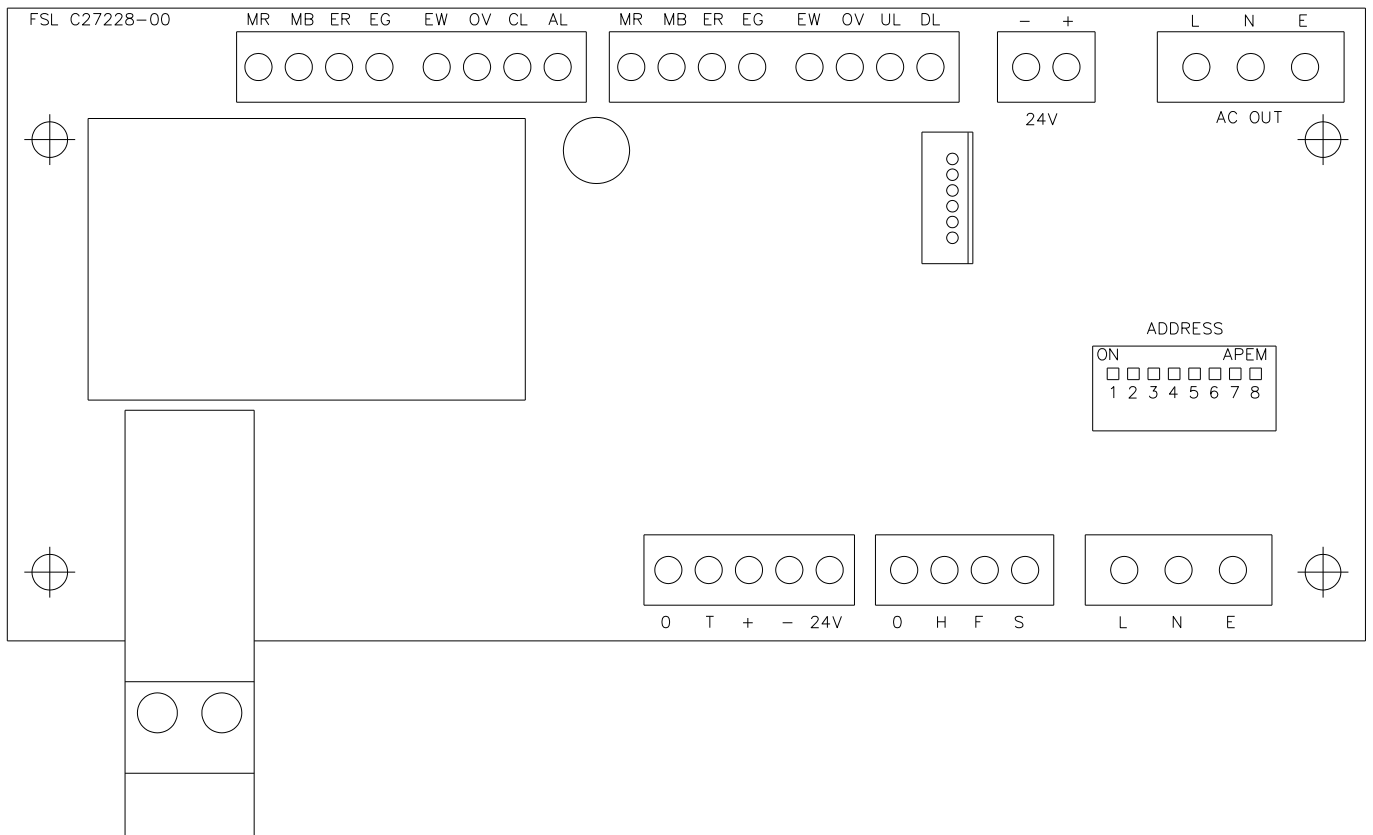 FSL C27228-00 MR MB ER EG EW OV CL AL MR MB ER EG EW OV UL DL - + L N E
24V AC OUT
ADDRESS
ON APEM
1 2 3 4 5 6 7 8
0 T + - 24V 0 H F S L N E